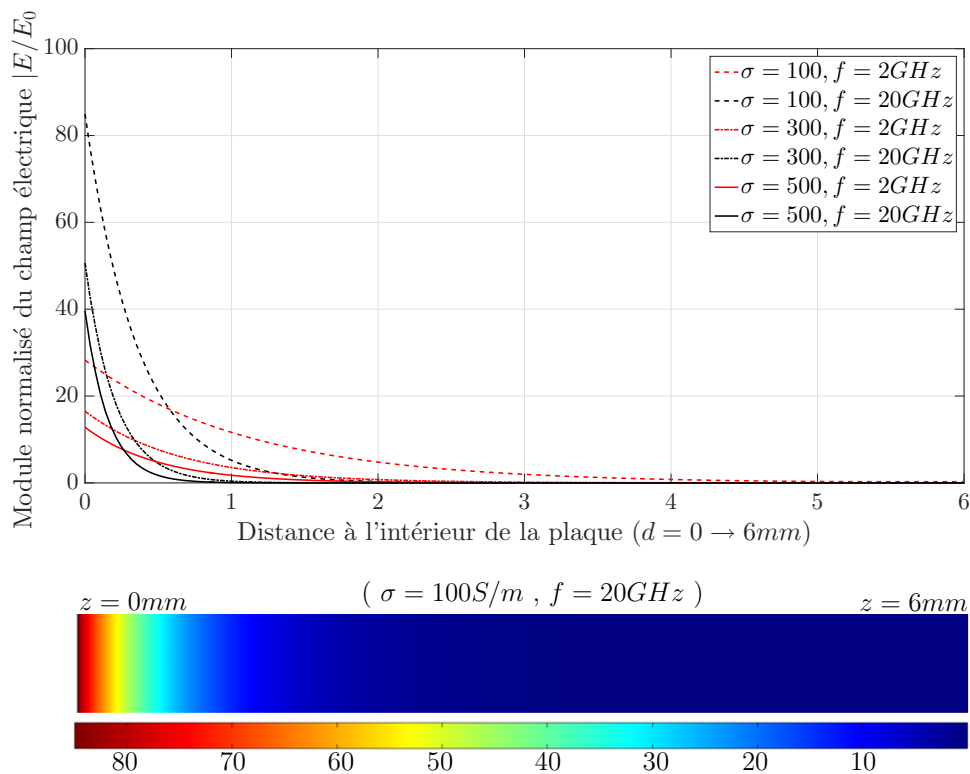 Module normalisé du champ électrique |E/E₀
100
80
60
40
20
0
0 1 2 3 4 5 6
σ = 100, f = 2GHz
σ = 100, f = 20GHz
σ = 300, f = 2GHz
σ = 300, f = 20GHz
σ = 500, f = 2GHz
σ = 500, f = 20GHz
Distance à l'intérieur de la plaque (d = 0 → 6mm)
( σ = 100S/m , f = 20GHz )
z = 0mm z = 6mm
80 70 60 50 40 30 20 10